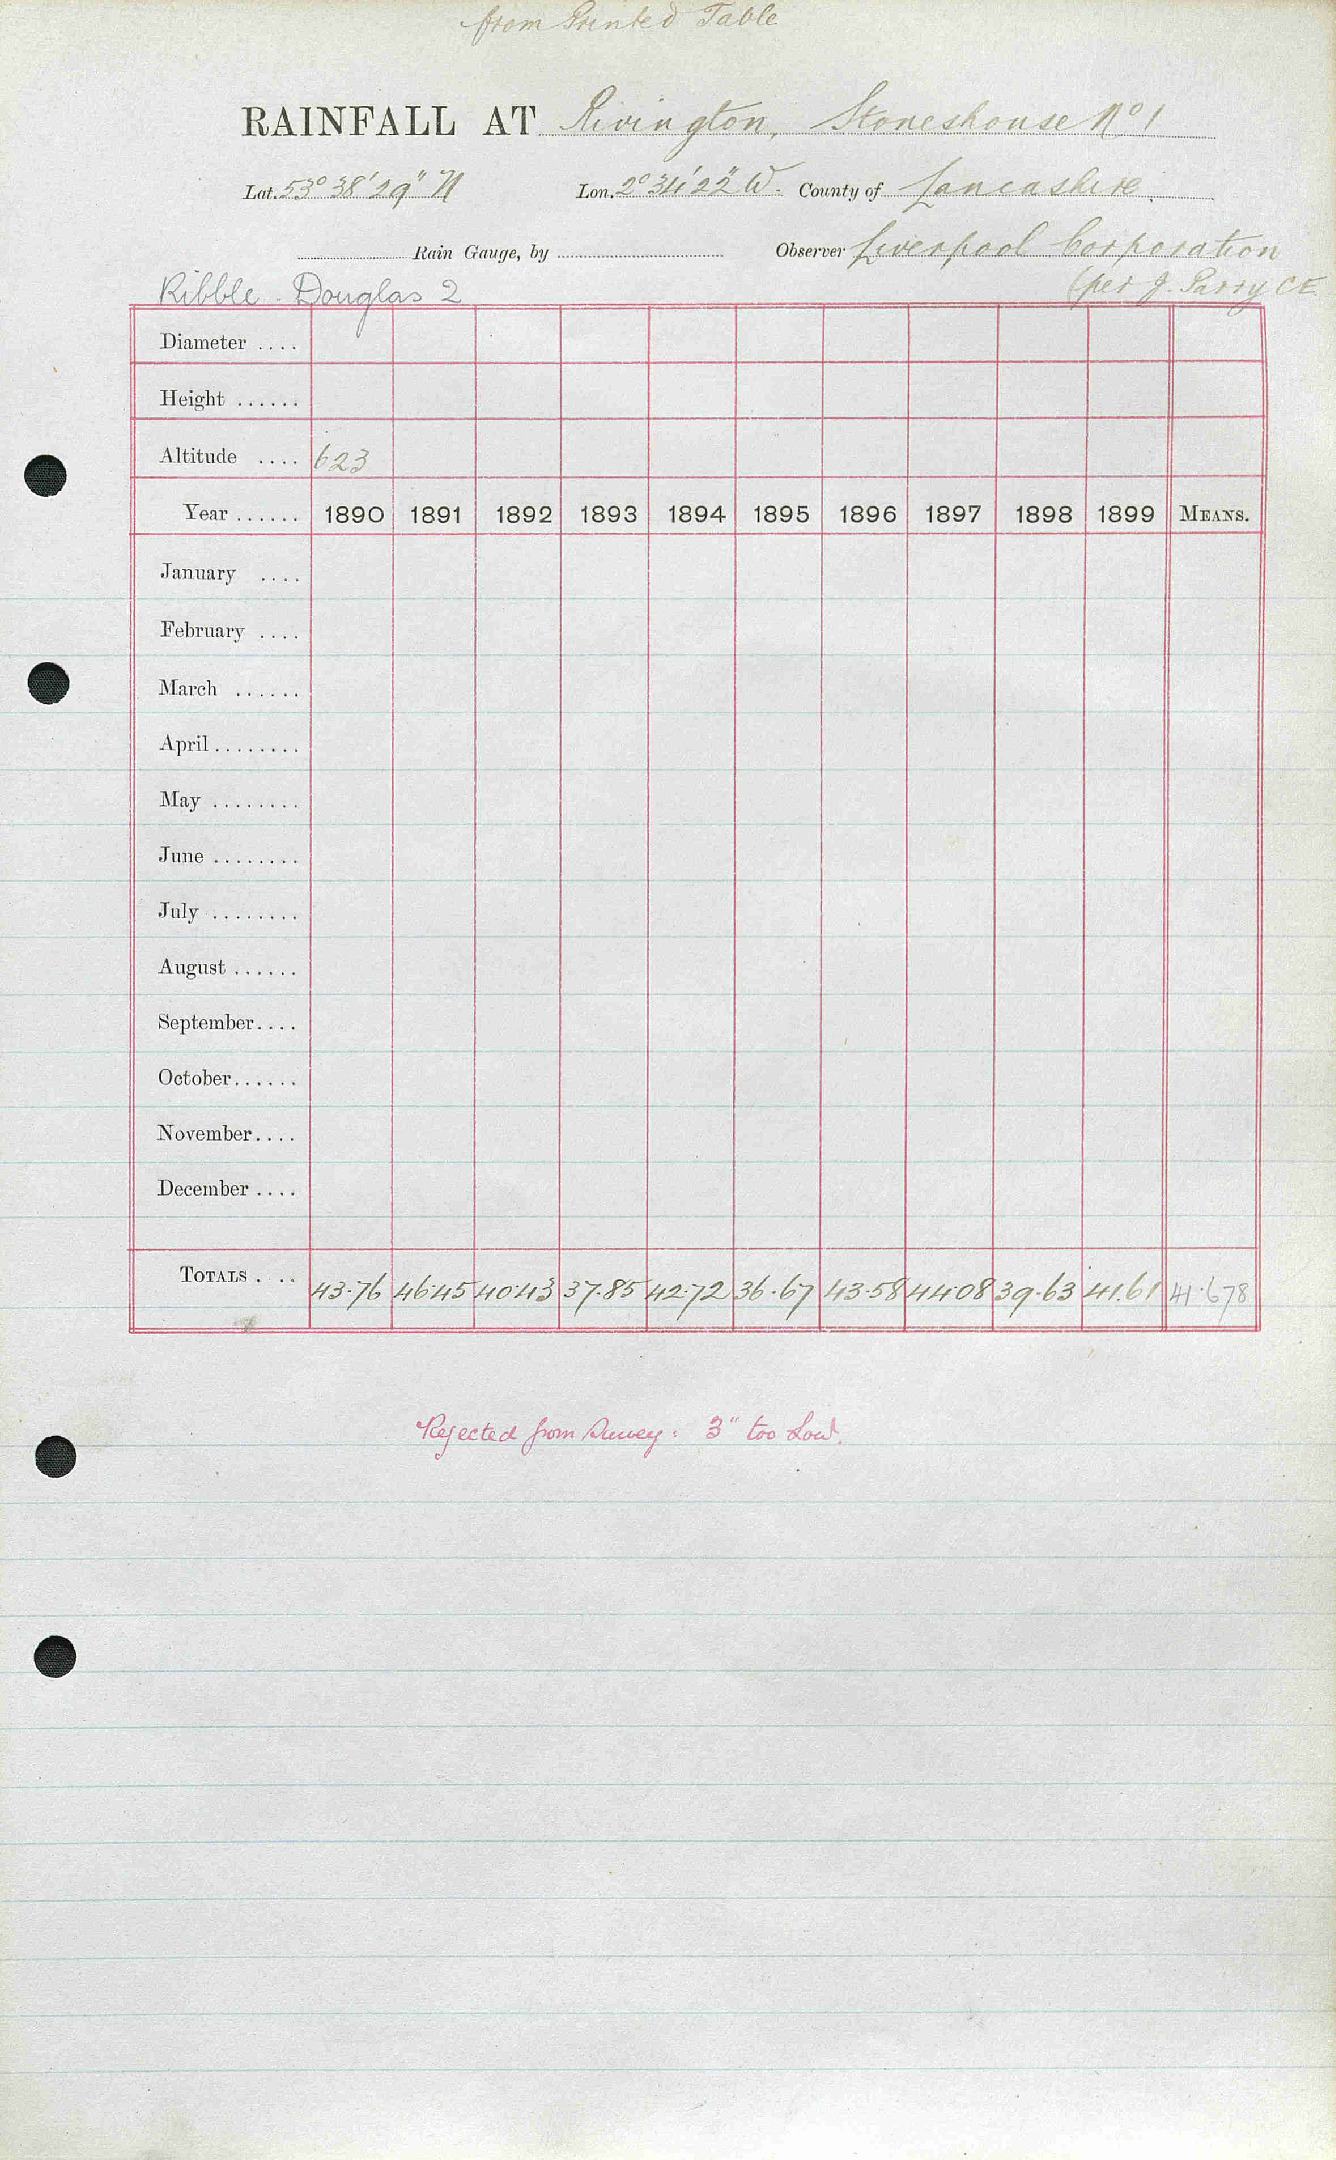 from Printed Table
RAINFALL AT Rivington, Stoneshouse No 1
Lat. 53° 38' 29" N Lon. 2° 34' 22" W. County of Lancashire.
Rain Gauge, by Observer Liverpool Corporation
Ribble Douglas 2 (per J. Parry CE
Diameter ....
Height ......
Altitude .... 623
Year ...... 1890 1891 1892 1893 1894 1895 1896 1897 1898 1899 MEANS.
January ....
February ....
March ......
April ........
May ........
June ........
July ........
August ......
September....
October......
November....
December ....
TOTALS . .. 43.76 46.45 40.43 37.85 42.72 36.67 43.58 44.08 39.63 41.61 41.678
Rejected from Survey: 3" too Low.